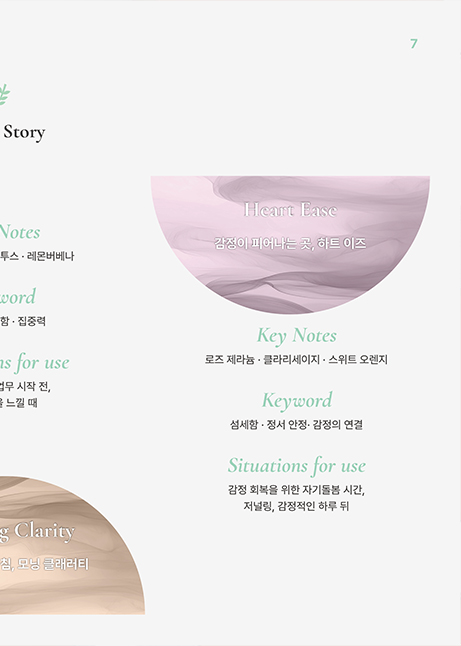 7
Story
Notes
투스 · 레몬버베나
word
함 · 집중력
ns for use
업무 시작 전,
을 느낄 때
Heart Ease
감정이 피어나는 곳, 하트 이즈
Key Notes
로즈 제라늄 · 클라리세이지 · 스위트 오렌지
Keyword
섬세함 · 정서 안정· 감정의 연결
Situations for use
감정 회복을 위한 자기돌봄 시간,
저널링, 감정적인 하루 뒤
g Clarity
침, 모닝 클래러티